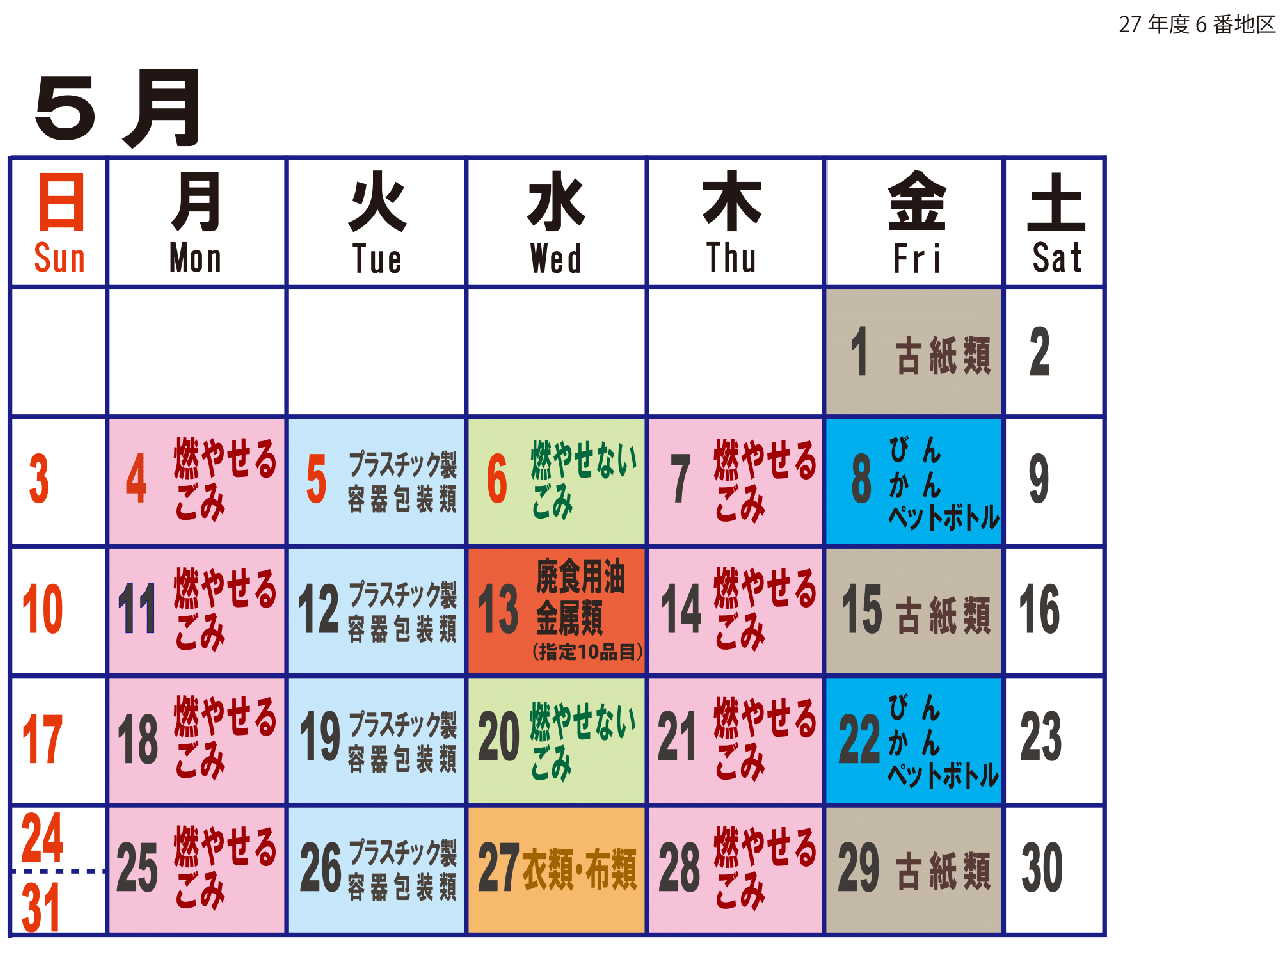 27 年度 6 番地区
5月
日 月 火 水 木 金 土
Sun Mon Tue Wed Thu Fri Sat
1 古紙類
2
3
4 燃やせる
ごみ
5 プラスチック製
容器包装類
6 燃やせない
ごみ
7 燃やせる
ごみ
8 びん
かん
ペットボトル
9
10
11 燃やせる
ごみ
12 プラスチック製
容器包装類
13 廃食用油
金属類
(指定10品目)
14 燃やせる
ごみ
15 古紙類
16
17
18 燃やせる
ごみ
19 プラスチック製
容器包装類
20 燃やせない
ごみ
21 燃やせる
ごみ
22 びん
かん
ペットボトル
23
24
31
25 燃やせる
ごみ
26 プラスチック製
容器包装類
27 衣類・布類
28 燃やせる
ごみ
29 古紙類
30